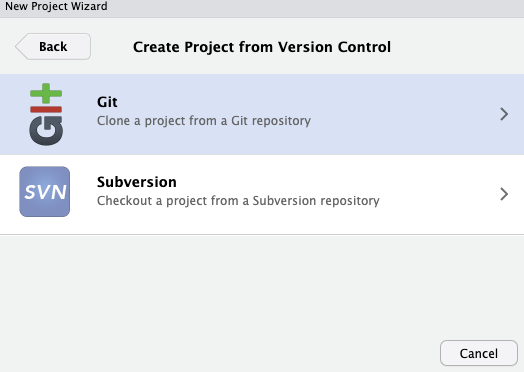 New Project Wizard
Back
Create Project from Version Control
git
Git
Clone a project from a Git repository
SVN
Subversion
Checkout a project from a Subversion repository
Cancel